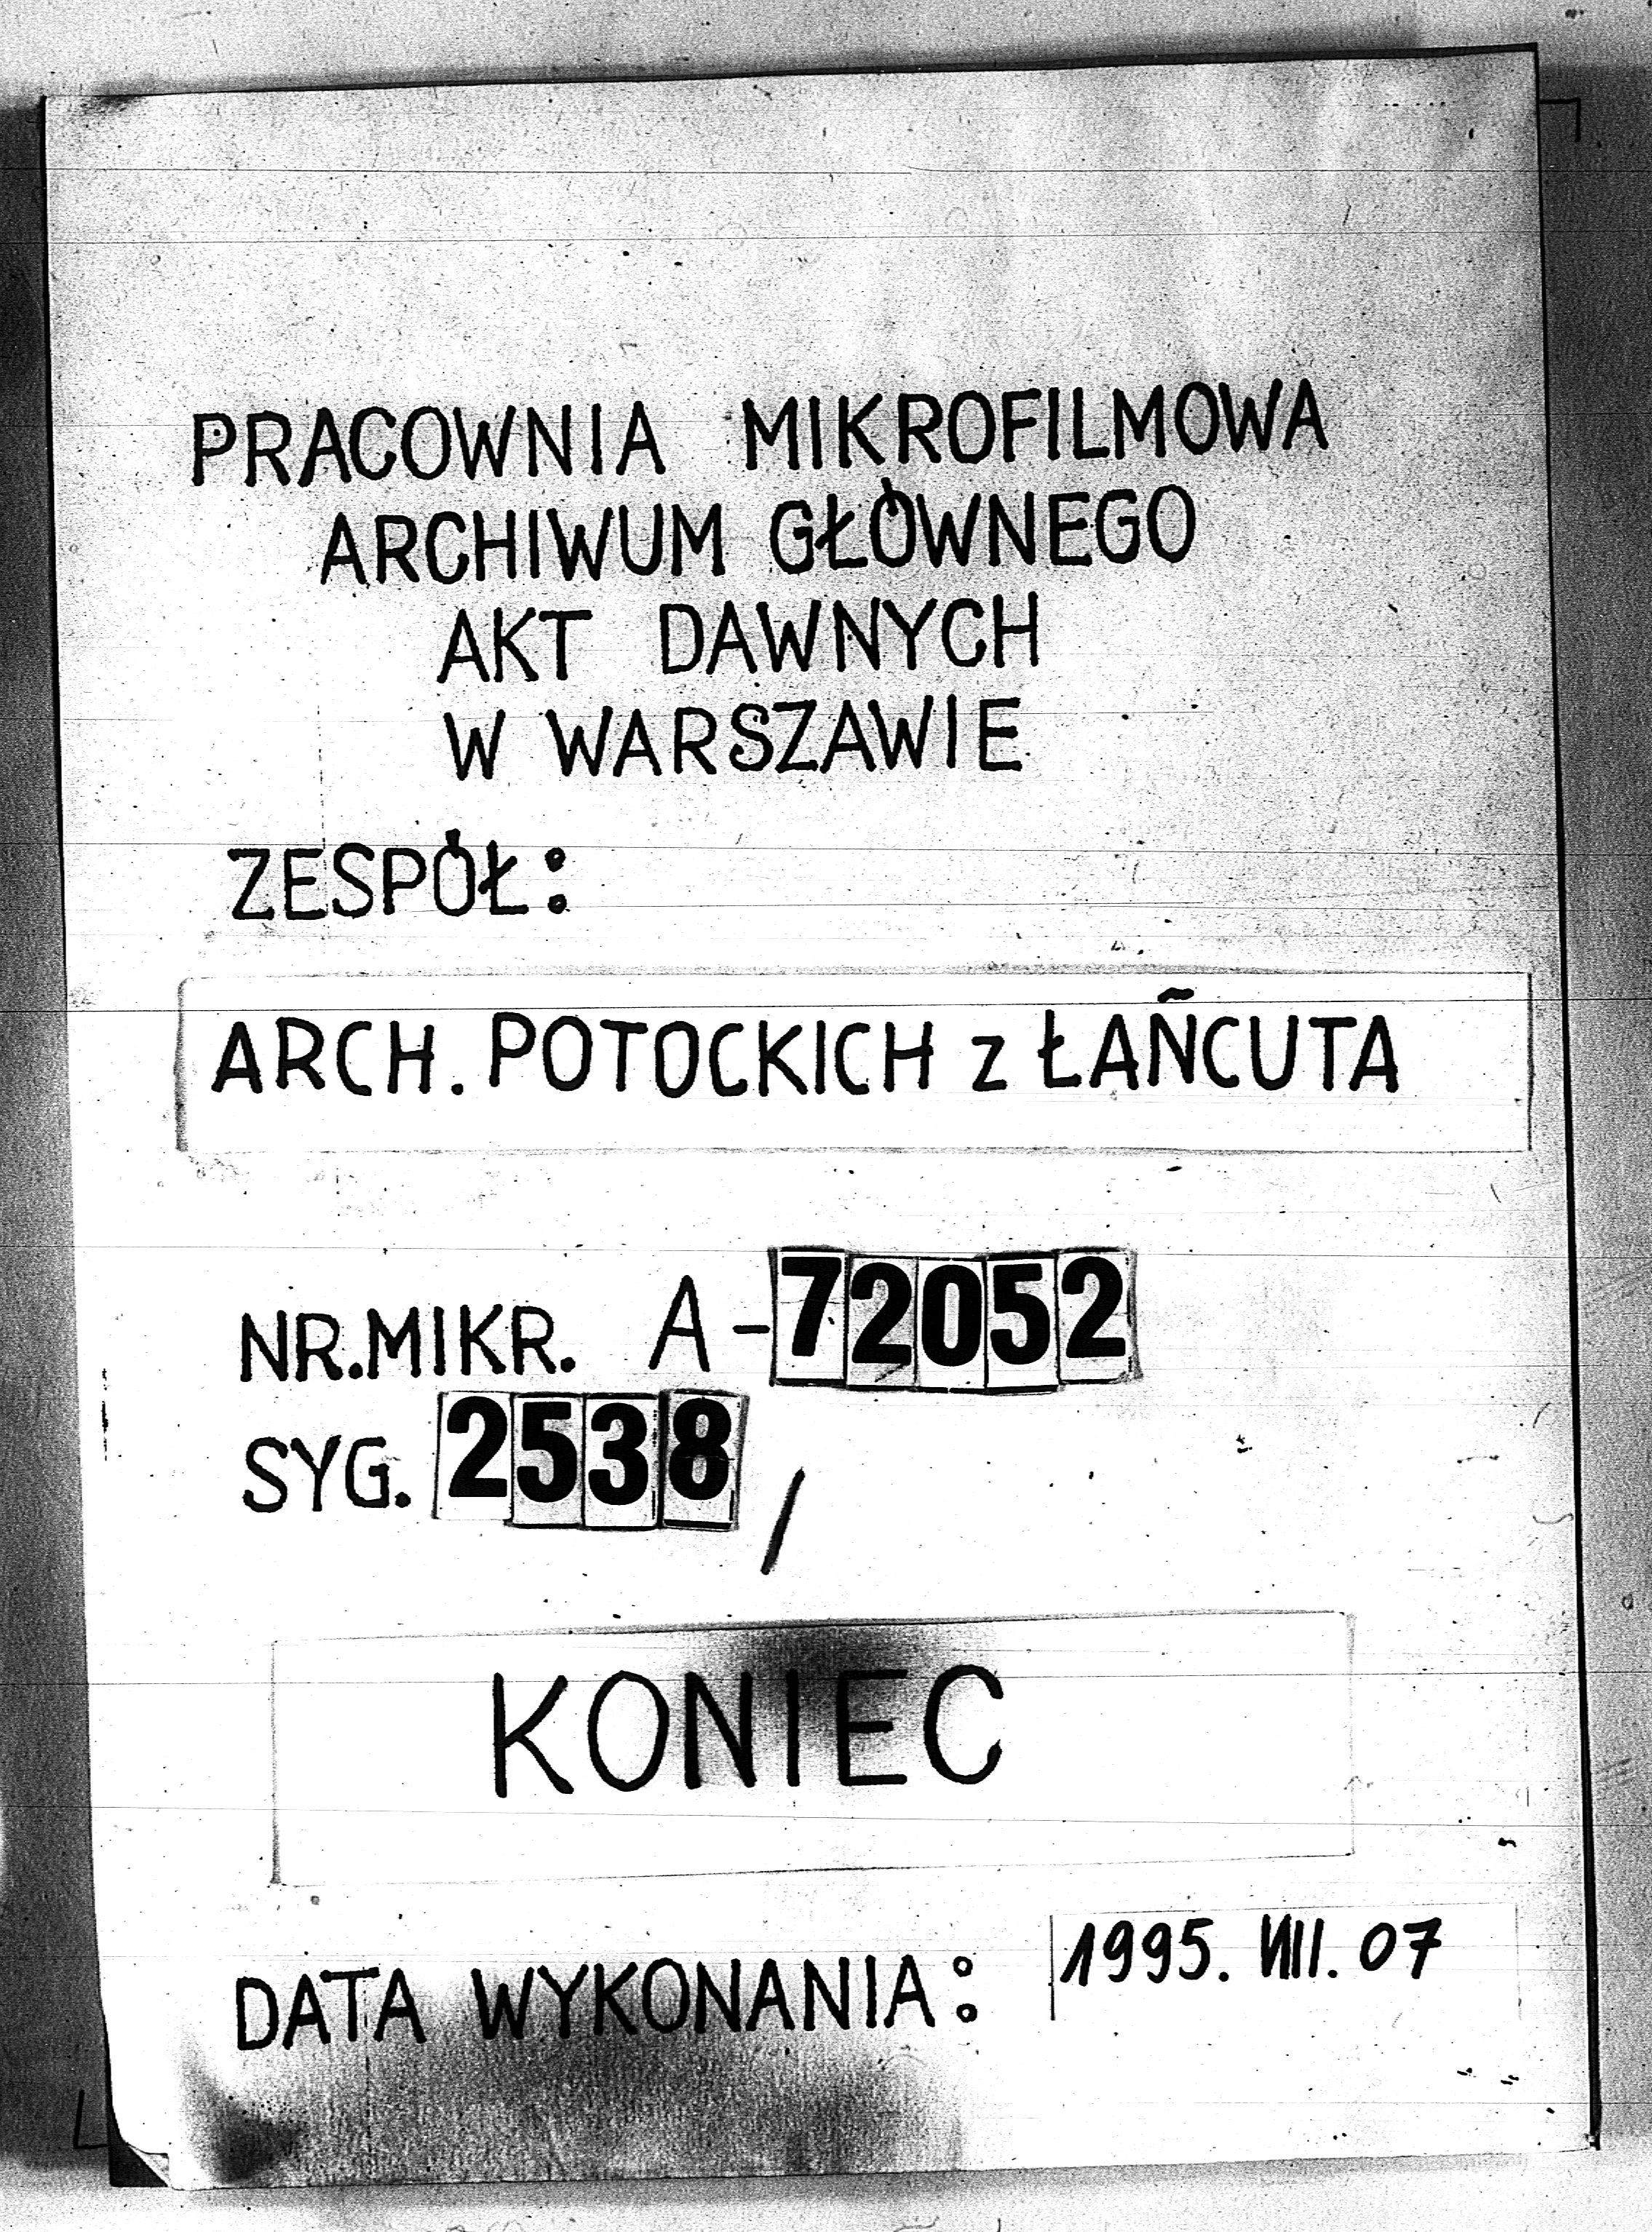 PRACOWNIA MIKROFILMOWA
ARCHIWUM GŁÓWNEGO
AKT DAWNYCH
W WARSZAWIE
ZESPÓŁ:
ARCH. POTOCKICH z ŁAŃCUTA
NR.MIKR. A-72052
SYG. 2538 /
KONIEC
DATA WYKONANIA: 1995. VIII. 07